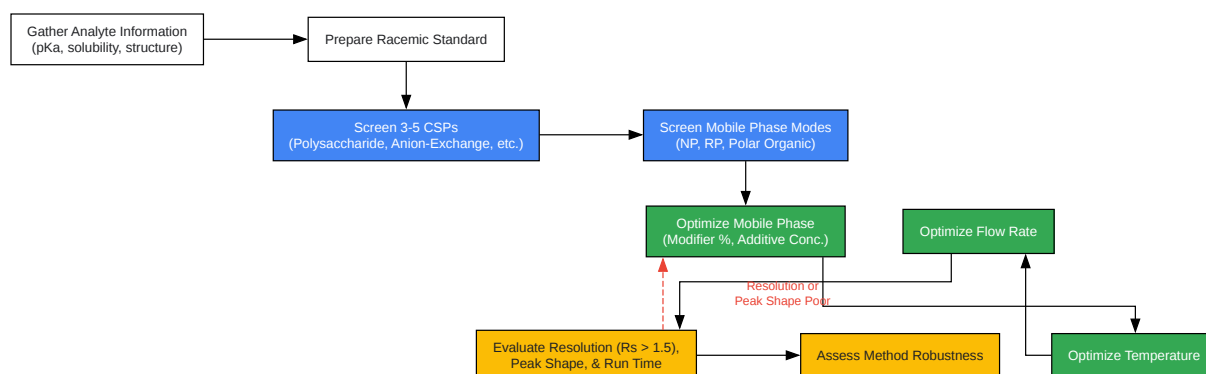 Gather Analyte Information
(pKa, solubility, structure)
Prepare Racemic Standard
Screen 3-5 CSPs
(Polysaccharide, Anion-Exchange, etc.)
Screen Mobile Phase Modes
(NP, RP, Polar Organic)
Optimize Mobile Phase
(Modifier %, Additive Conc.)
Optimize Flow Rate
Resolution or
Peak Shape Poor
Evaluate Resolution (Rs > 1.5),
Peak Shape, & Run Time
Assess Method Robustness
Optimize Temperature